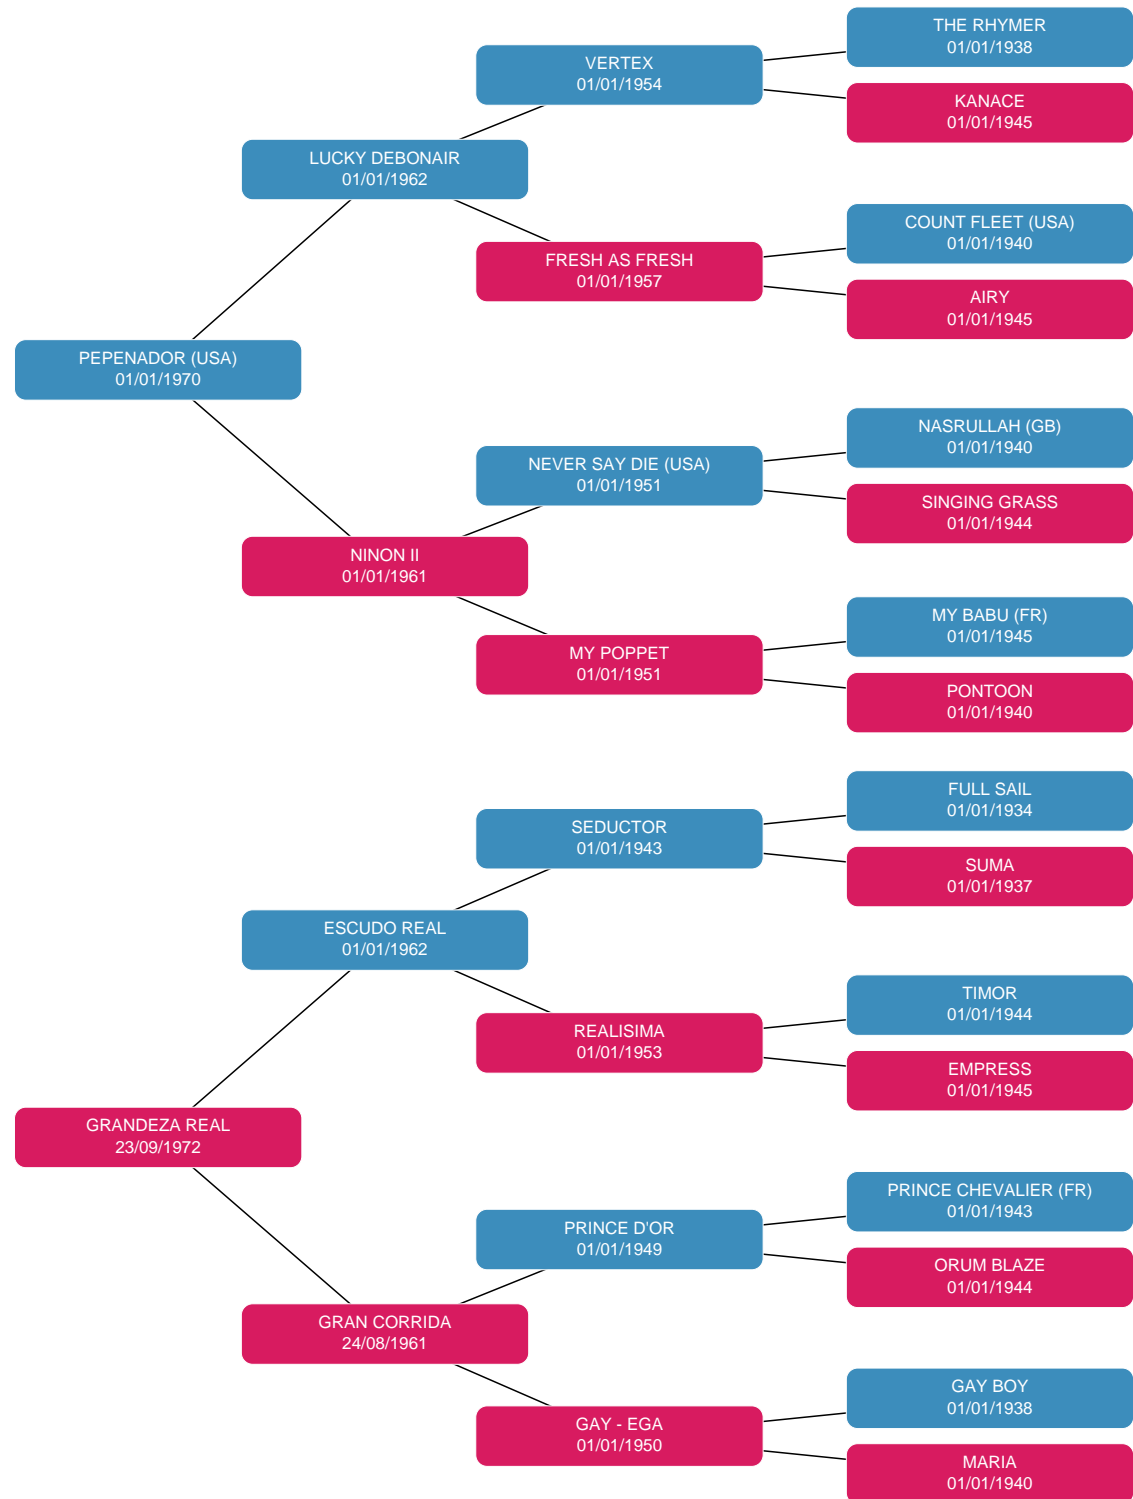 THE RHYMER
01/01/1938
VERTEX
01/01/1954
KANACE
01/01/1945
LUCKY DEBONAIR
01/01/1962
COUNT FLEET (USA)
01/01/1940
FRESH AS FRESH
01/01/1957
AIRY
01/01/1945
PEPENADOR (USA)
01/01/1970
NASRULLAH (GB)
01/01/1940
NEVER SAY DIE (USA)
01/01/1951
SINGING GRASS
01/01/1944
NINON II
01/01/1961
MY BABU (FR)
01/01/1945
MY POPPET
01/01/1951
PONTOON
01/01/1940
FULL SAIL
01/01/1934
SEDUCTOR
01/01/1943
SUMA
01/01/1937
ESCUDO REAL
01/01/1962
TIMOR
01/01/1944
REALISIMA
01/01/1953
EMPRESS
01/01/1945
GRANDEZA REAL
23/09/1972
PRINCE CHEVALIER (FR)
01/01/1943
PRINCE D'OR
01/01/1949
ORUM BLAZE
01/01/1944
GRAN CORRIDA
24/08/1961
GAY BOY
01/01/1938
GAY - EGA
01/01/1950
MARIA
01/01/1940